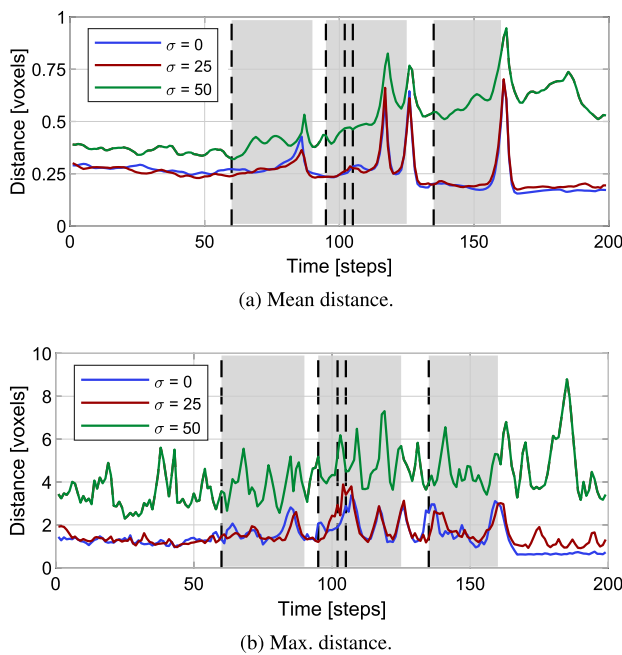 1
0.75
0.5
0.25
0
Distance [voxels]
σ = 0
σ = 25
σ = 50
0 50 100 150 200
Time [steps]
(a) Mean distance.
10
8
6
4
2
0
Distance [voxels]
σ = 0
σ = 25
σ = 50
0 50 100 150 200
Time [steps]
(b) Max. distance.